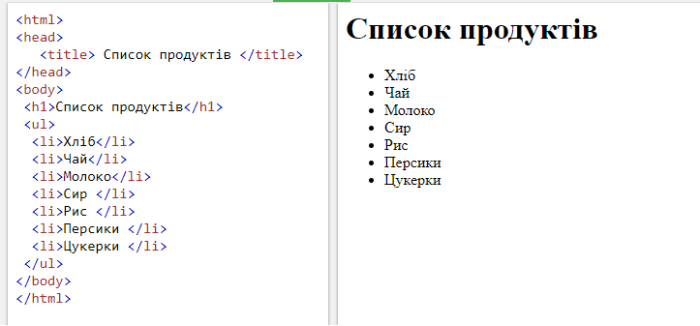 <html>
<head>
<title> Список продуктів </title>
</head>
<body>
<h1>Список продуктів</h1>
<ul>
<li>Хліб</li>
<li>Чай</li>
<li>Молоко</li>
<li>Сир </li>
<li>Рис </li>
<li>Персики </li>
<li>Цукерки </li>
</ul>
</body>
</html>
Список продуктів
• Хліб
• Чай
• Молоко
• Сир
• Рис
• Персики
• Цукерки